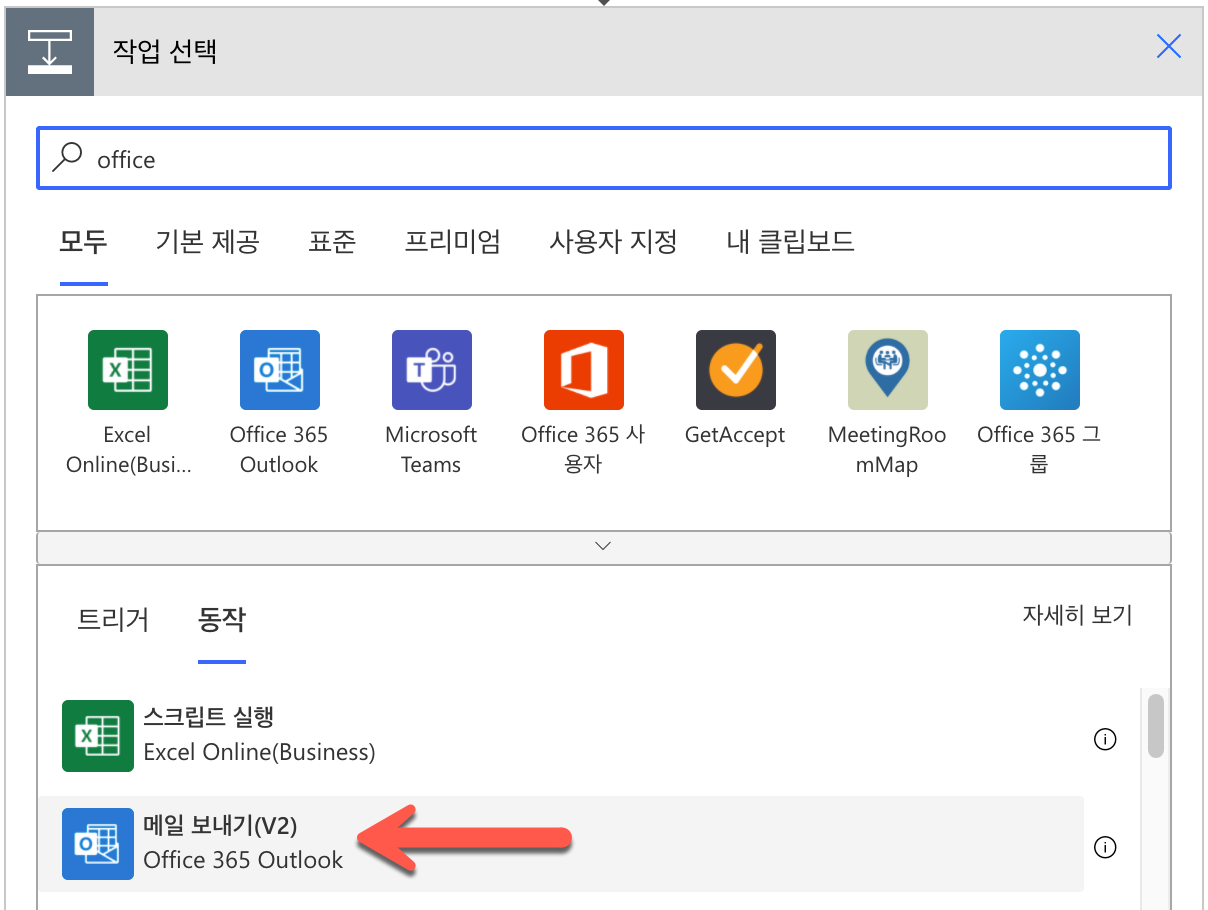 작업 선택
office
모두 기본 제공 표준 프리미엄 사용자 지정 내 클립보드
Excel
Online(Busi...
Office 365
Outlook
Microsoft
Teams
Office 365 사
용자
GetAccept
MeetingRoo
mMap
Office 365 그
룹
트리거 동작 자세히 보기
스크립트 실행
Excel Online(Business)
메일 보내기(V2)
Office 365 Outlook